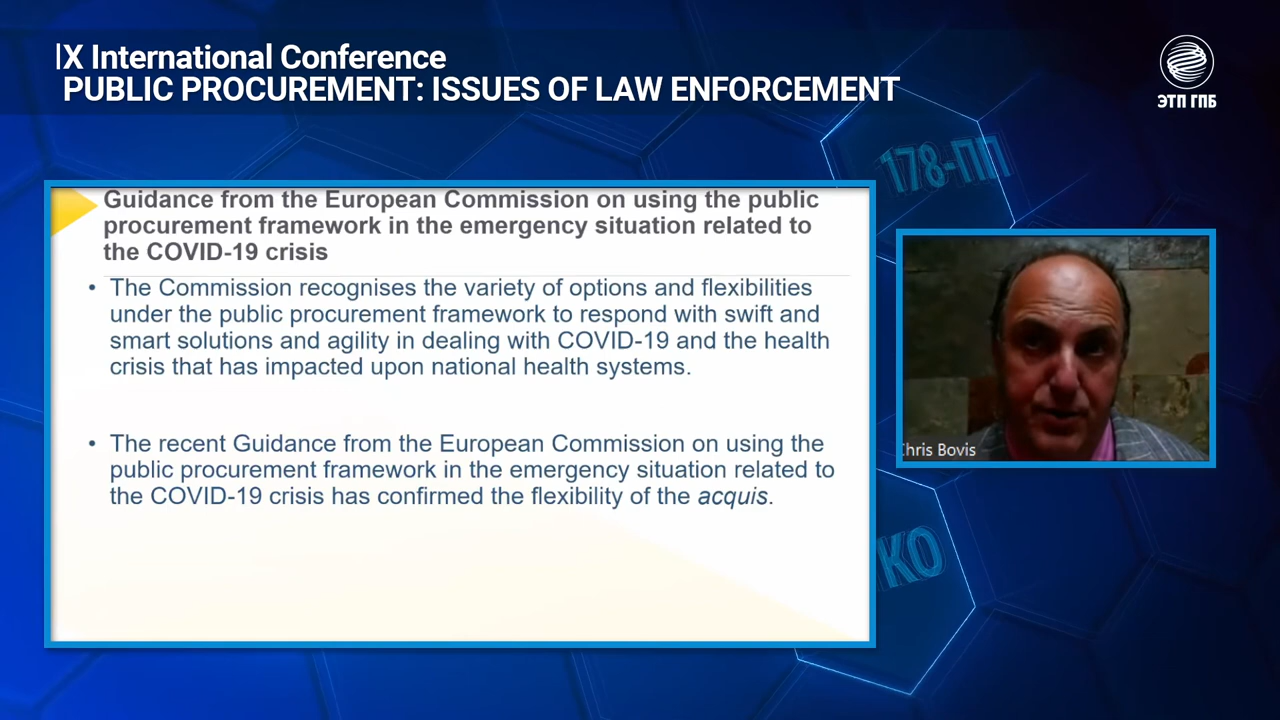 IX International Conference
PUBLIC PROCUREMENT: ISSUES OF LAW ENFORCEMENT
ЭТП ГПБ
178-ПП
Guidance from the European Commission on using the public
procurement framework in the emergency situation related to
the COVID-19 crisis
• The Commission recognises the variety of options and flexibilities
under the public procurement framework to respond with swift and
smart solutions and agility in dealing with COVID-19 and the health
crisis that has impacted upon national health systems.
• The recent Guidance from the European Commission on using the
public procurement framework in the emergency situation related to
the COVID-19 crisis has confirmed the flexibility of the acquis.
Chris Bovis